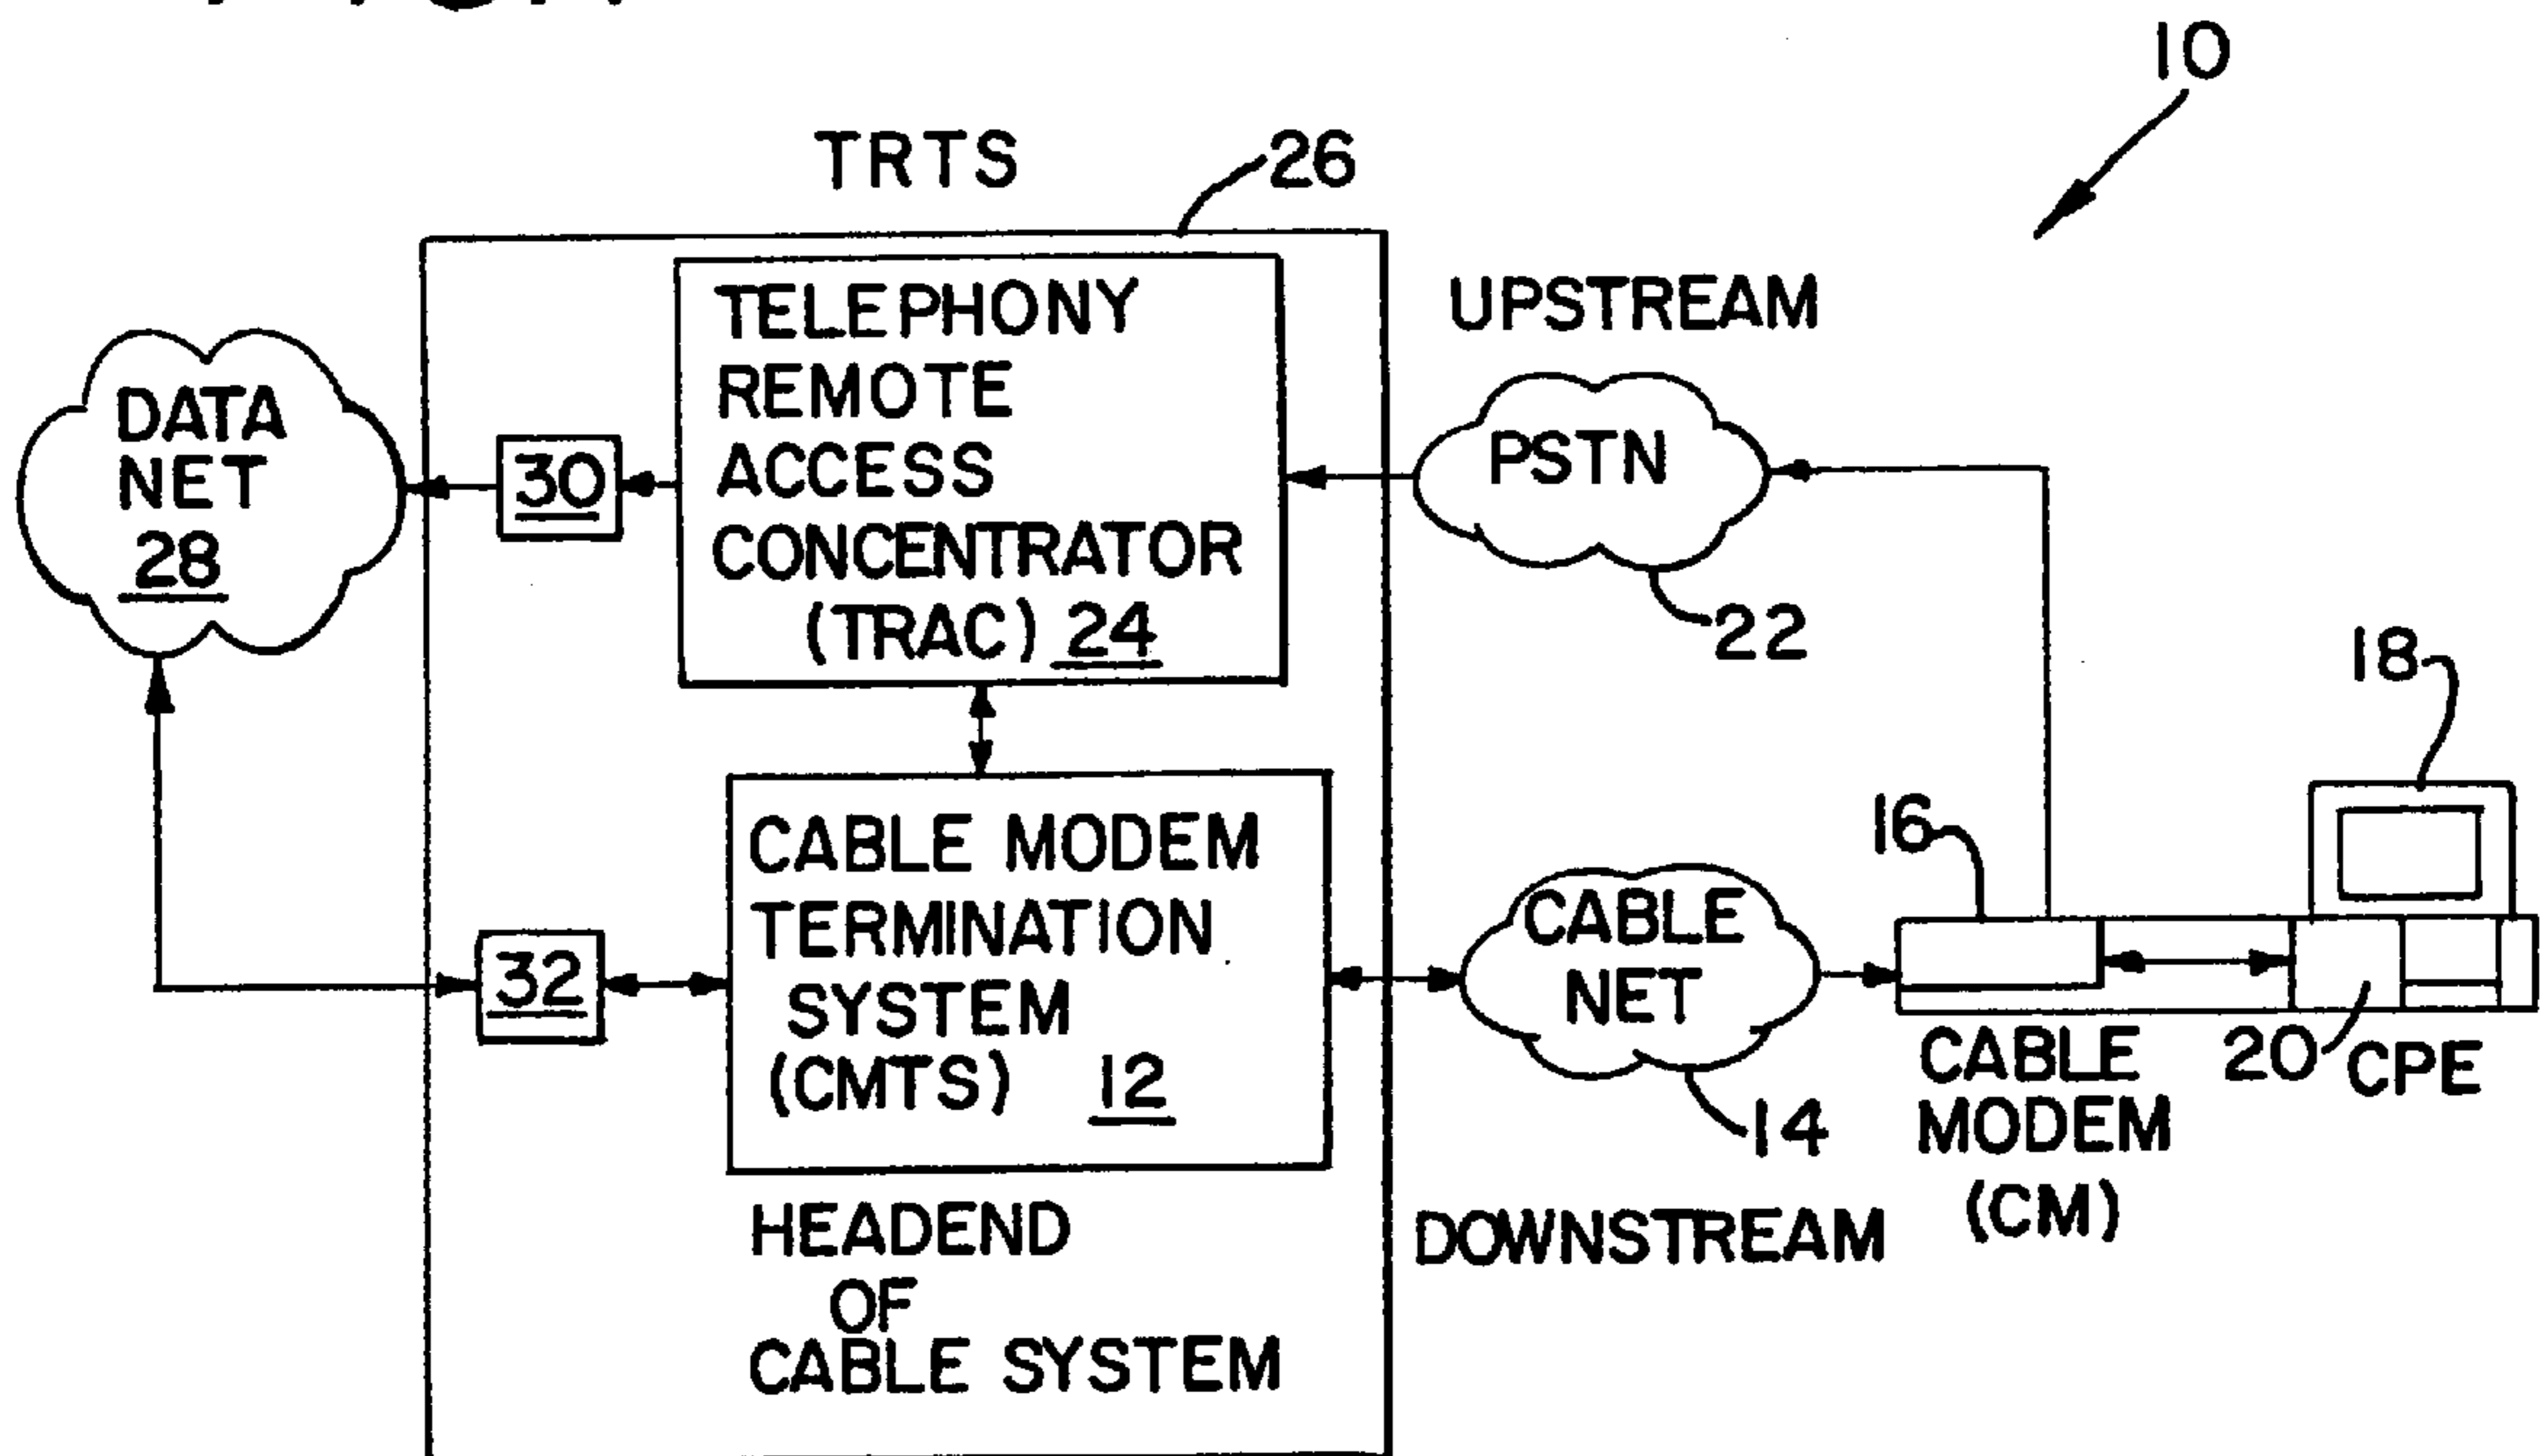 10
TRTS
26
TELEPHONY
REMOTE
ACCESS
CONCENTRATOR
(TRAC) 24
UPSTREAM
PSTN
22
DATA
NET
28
30
32
CABLE MODEM
TERMINATION
SYSTEM
(CMTS) 12
CABLE
NET
14
16
18
20
CPE
CABLE
MODEM
(CM)
HEADEND
OF
CABLE SYSTEM
DOWNSTREAM